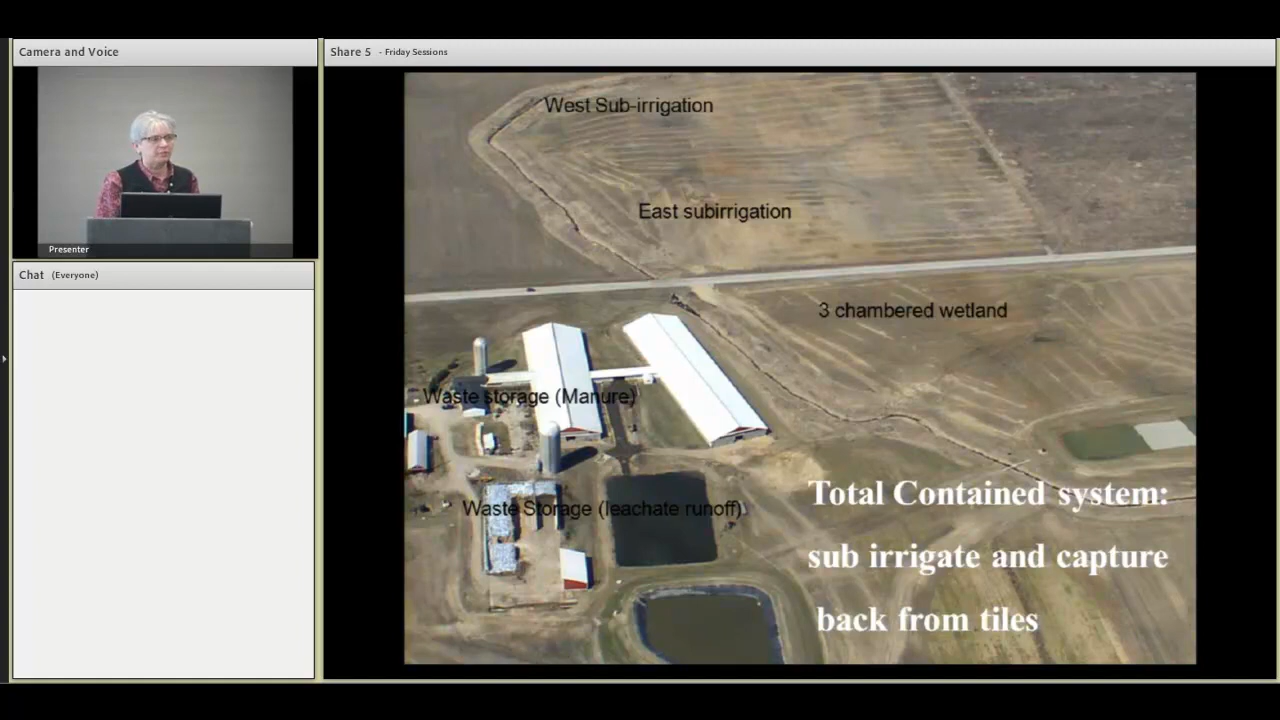 Camera and Voice
Presenter
Chat (Everyone)
Share 5 - Friday Sessions
West Sub-irrigation
East subirrigation
3 chambered wetland
Waste storage (Manure)
Waste Storage (leachate runoff)
Total Contained system:
sub irrigate and capture
back from tiles